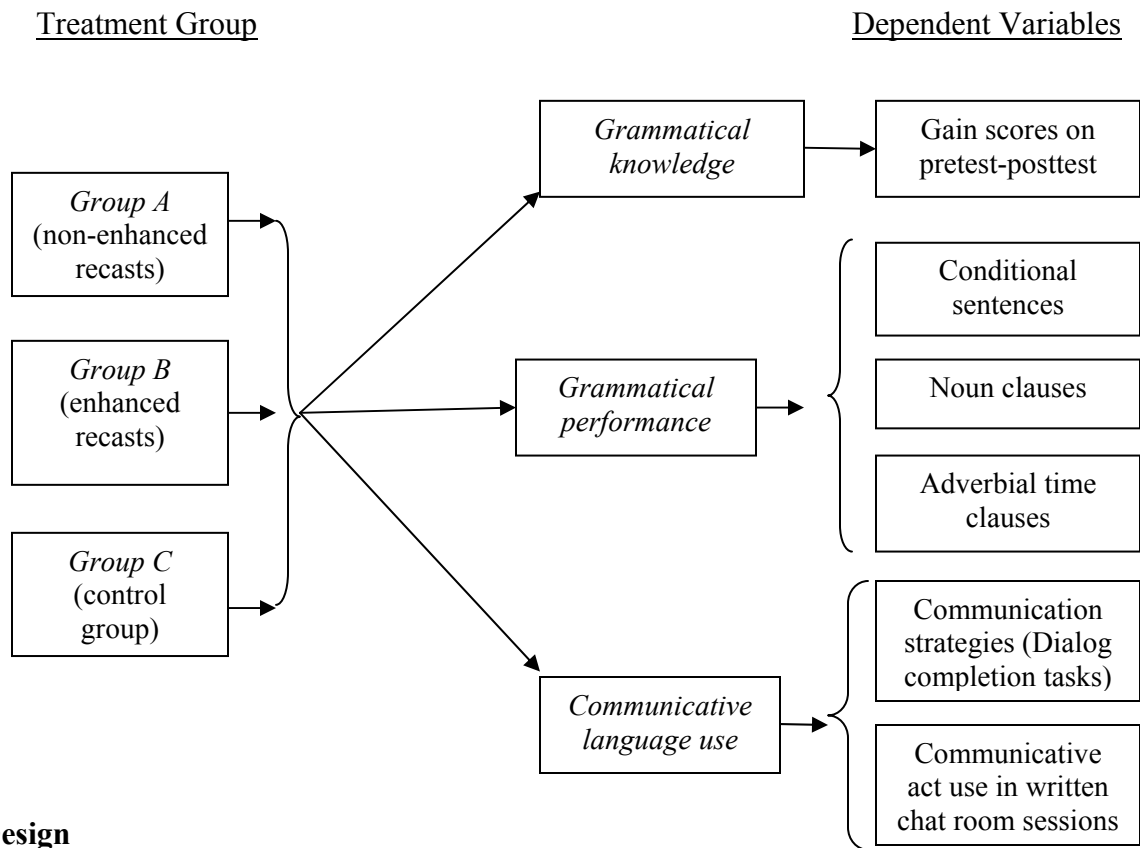 Treatment Group
Dependent Variables
Group A
(non-enhanced
recasts)
Group B
(enhanced
recasts)
Group C
(control
group)
Grammatical
knowledge
Grammatical
performance
Communicative
language use
Gain scores on
pretest-posttest
Conditional
sentences
Noun clauses
Adverbial time
clauses
Communication
strategies (Dialog
completion tasks)
Communicative
act use in written
chat room sessions
esign